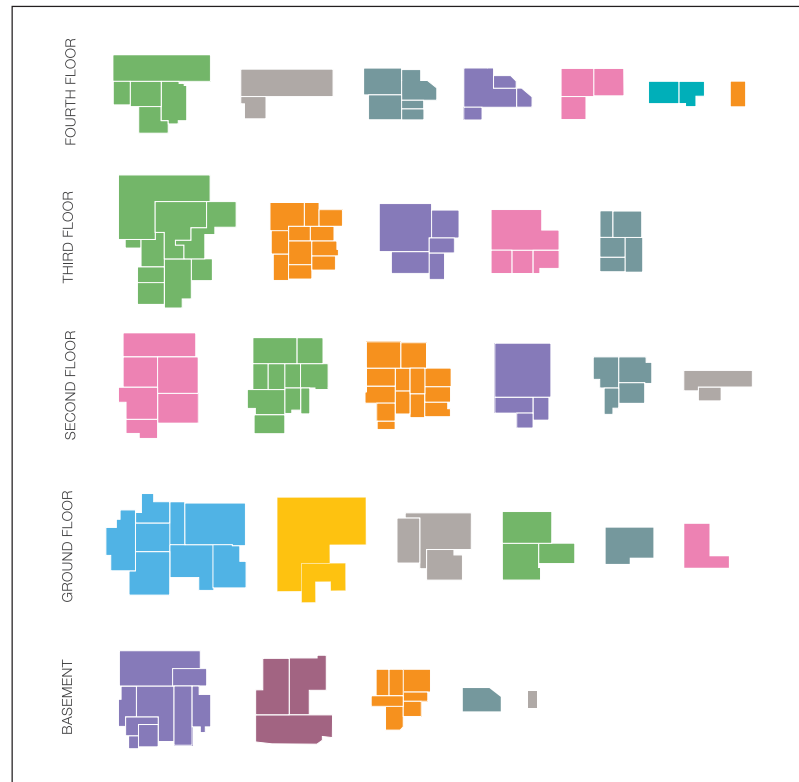 FOURTH FLOOR
THIRD FLOOR
SECOND FLOOR
GROUND FLOOR
BASEMENT